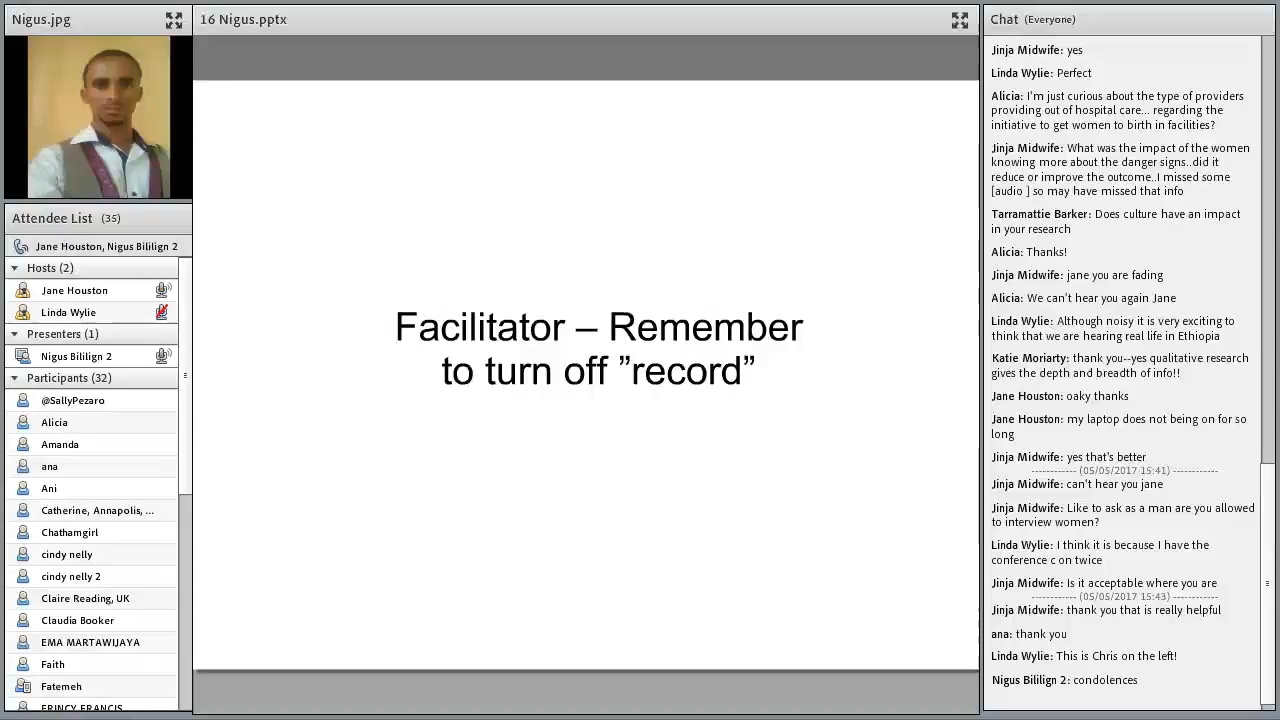 Nigus.jpg
Attendee List (35)
Jane Houston, Nigus Bililign 2
Hosts (2)
Jane Houston
Linda Wylie
Presenters (1)
Nigus Bililign 2
Participants (32)
@SallyPezaro
Alicia
Amanda
ana
Ani
Catherine, Annapolis, ...
Chathamgirl
cindy nelly
cindy nelly 2
Claire Reading, UK
Claudia Booker
EMA MARTAWIJAYA
Faith
Fatemeh
ERINCY FRANCIS
16 Nigus.pptx
Facilitator – Remember
to turn off ”record”
Chat (Everyone)
Jinja Midwife: yes
Linda Wylie: Perfect
Alicia: I'm just curious about the type of providers
providing out of hospital care... regarding the
initiative to get women to birth in facilities?
Jinja Midwife: What was the impact of the women
knowing more about the danger signs..did it
reduce or improve the outcome..I missed some
[audio ] so may have missed that info
Tarramattie Barker: Does culture have an impact
in your research
Alicia: Thanks!
Jinja Midwife: jane you are fading
Alicia: We can't hear you again Jane
Linda Wylie: Although noisy it is very exciting to
think that we are hearing real life in Ethiopia
Katie Moriarty: thank you--yes qualitative research
gives the depth and breadth of info!!
Jane Houston: oaky thanks
Jane Houston: my laptop does not being on for so
long
Jinja Midwife: yes that's better
------------ (05/05/2017 15:41) ------------
Jinja Midwife: can't hear you jane
Jinja Midwife: Like to ask as a man are you allowed
to interview women?
Linda Wylie: I think it is because I have the
conference c on twice
Jinja Midwife: Is it acceptable where you are
------------ (05/05/2017 15:43) ------------
Jinja Midwife: thank you that is really helpful
ana: thank you
Linda Wylie: This is Chris on the left!
Nigus Bililign 2: condolences